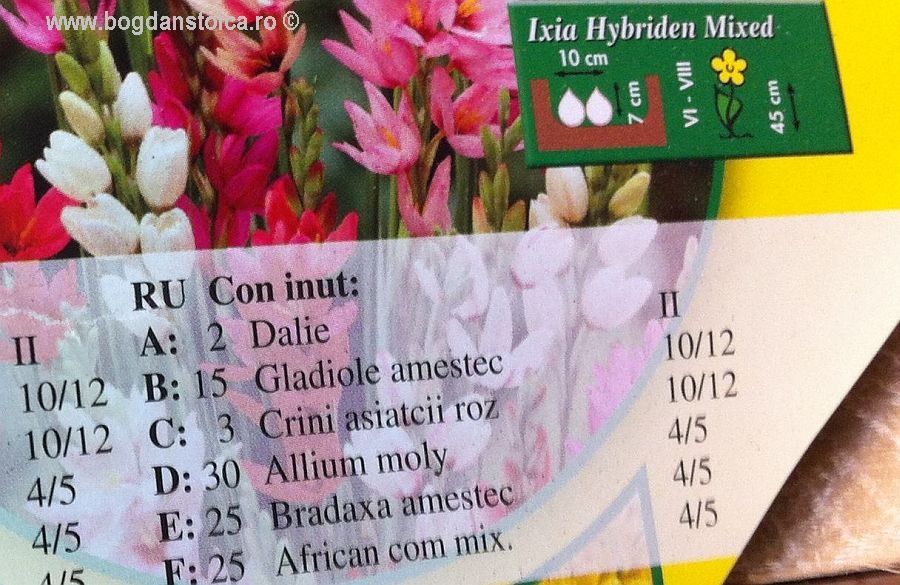 www.bogdanstoica.ro ©
Ixia Hybriden Mixed
10 cm
7 cm
VI - VIII
45 cm
RU Con inut:
II
10/12
10/12
4/5
4/5
4/5
A: 2 Dalie
B: 15 Gladiole amestec
C: 3 Crini asiatcii roz
D: 30 Allium moly
E: 25 Bradaxa amestec
F: 25 African com mix.
II
10/12
10/12
4/5
4/5
4/5